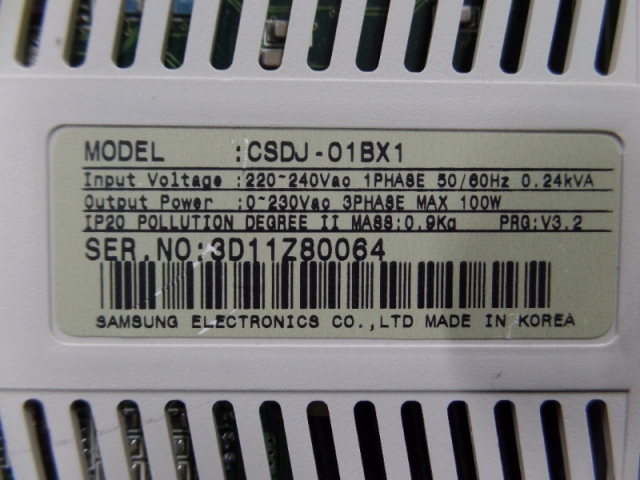 MODEL :CSDJ-01BX1
Input Voltage :220~240Vac 1PHASE 50/60Hz 0.24kVA
Output Power :0~230Vac 3PHASE MAX 100W
IP20 POLLUTION DEGREE II MASS:0.9Kg PRG:V3.2
SER.NO:3D11Z80064
SAMSUNG ELECTRONICS CO.,LTD MADE IN KOREA